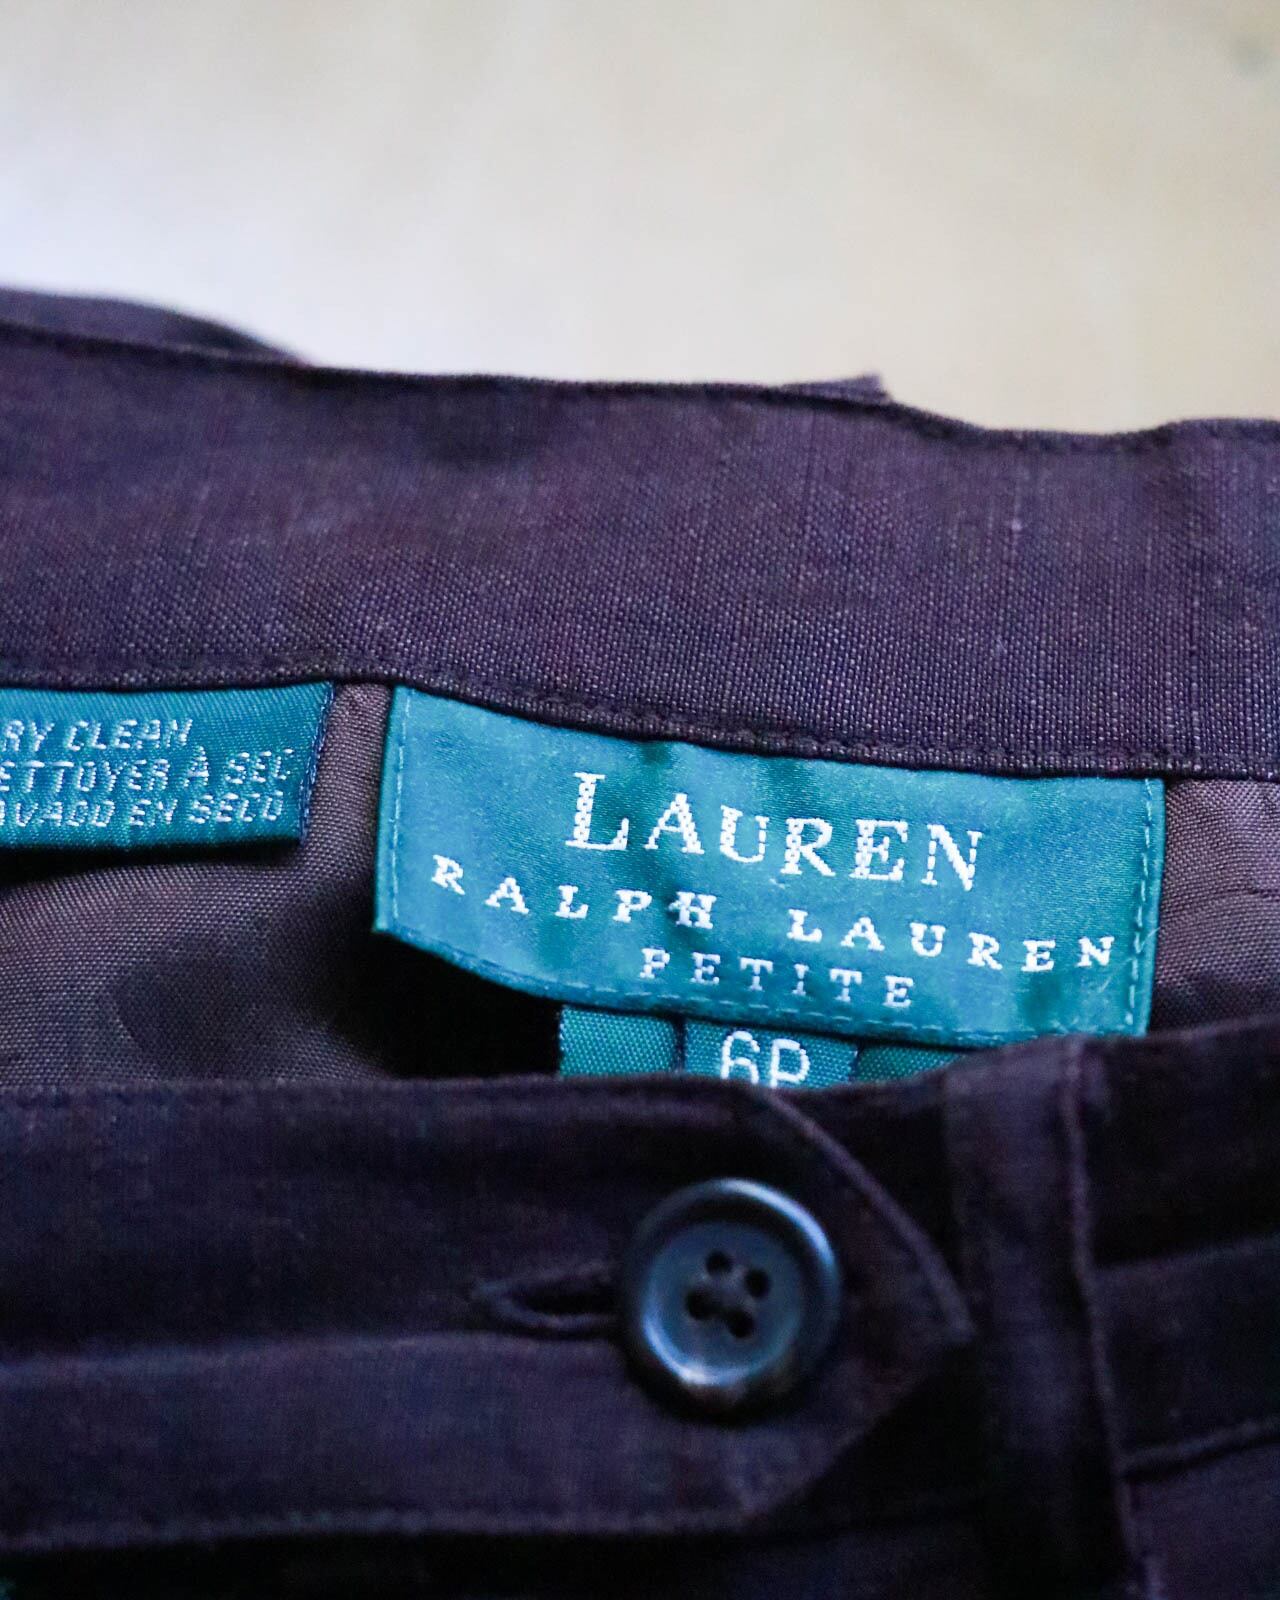 RY CLEAN
ETTOYER À SEC
AVADO EN SECO
LAUREN
RALPH LAUREN
PETITE
6P